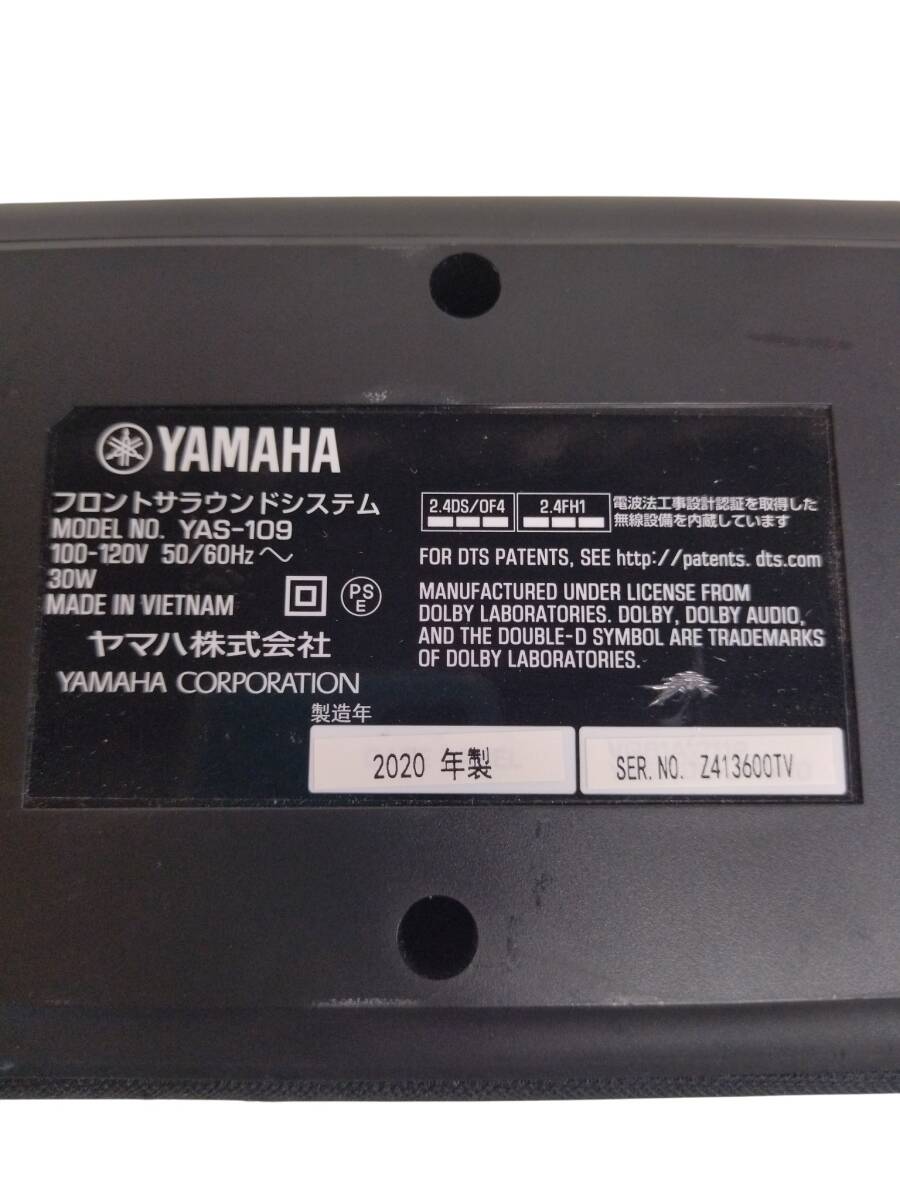 YAMAHA
フロントサラウンドシステム
MODEL NO. YAS-109
100-120V 50/60Hz ～
30W
MADE IN VIETNAM
PS
E
ヤマハ株式会社
YAMAHA CORPORATION
2.4DS/OF4
2.4FH1
電波法工事設計認証を取得した
無線設備を内蔵しています
FOR DTS PATENTS, SEE http://patents.dts.com
MANUFACTURED UNDER LICENSE FROM
DOLBY LABORATORIES. DOLBY, DOLBY AUDIO,
AND THE DOUBLE-D SYMBOL ARE TRADEMARKS
OF DOLBY LABORATORIES.
製造年
2020 年製
SER. NO. Z413600TV